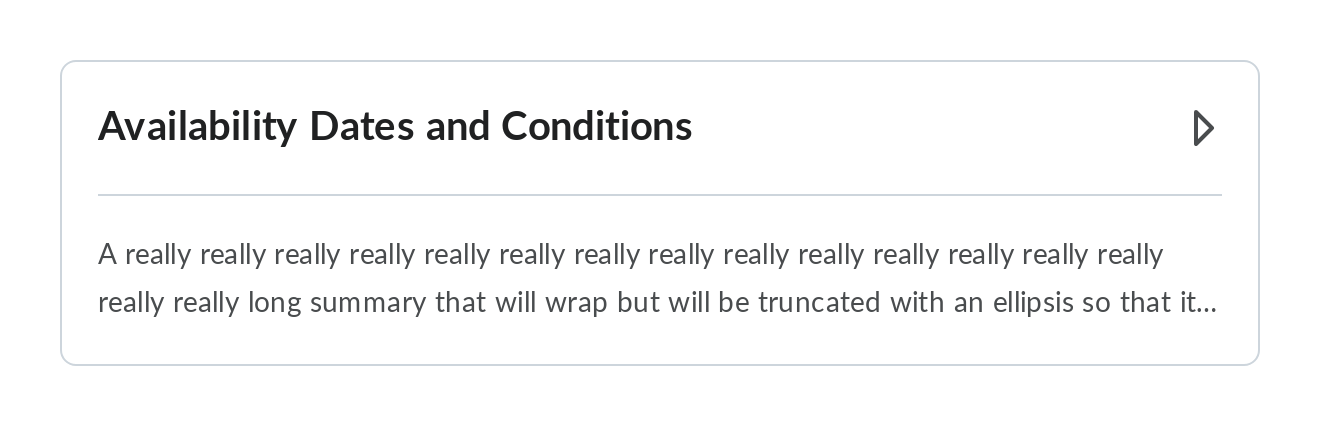 Availability Dates and Conditions
A really really really really really really really really really really really really really really
really really long summary that will wrap but will be truncated with an ellipsis so that it...